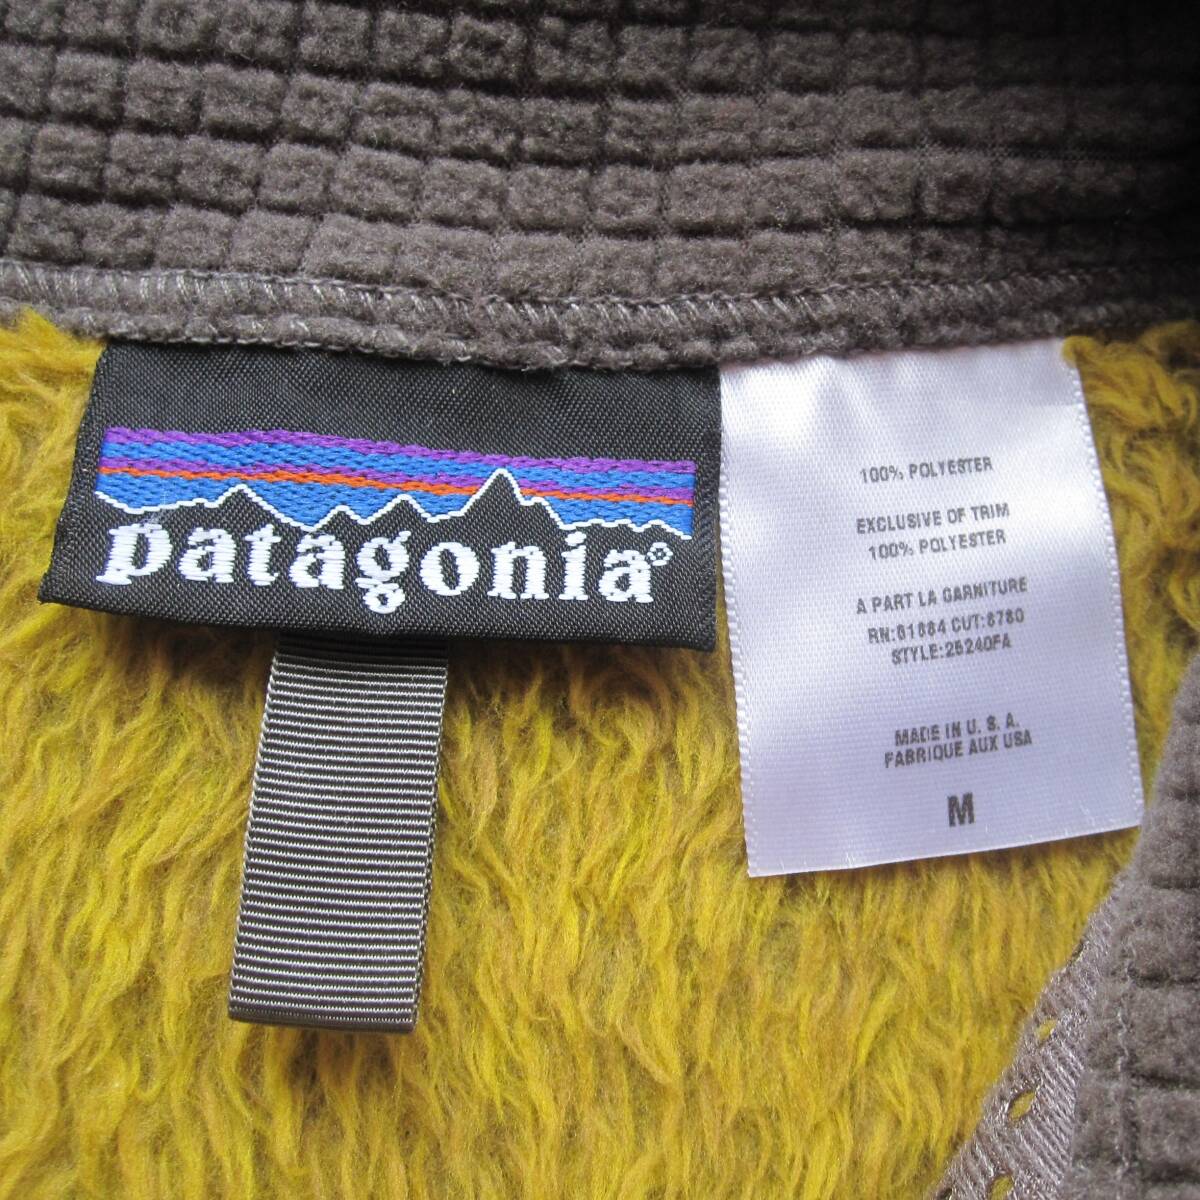 patagonia®
100% POLYESTER
EXCLUSIVE OF TRIM
100% POLYESTER
A PART LA GARNITURE
RN:61884 CUT:6780
STYLE:25240FA
MADE IN U. S. A.
FABRIQUE AUX USA
M